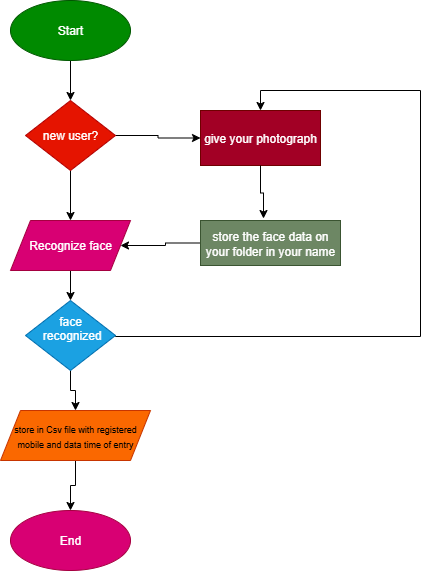 Start
new user?
give your photograph
Recognize face
store the face data on
your folder in your name
face
recognized
store in Csv file with registered
mobile and data time of entry
End